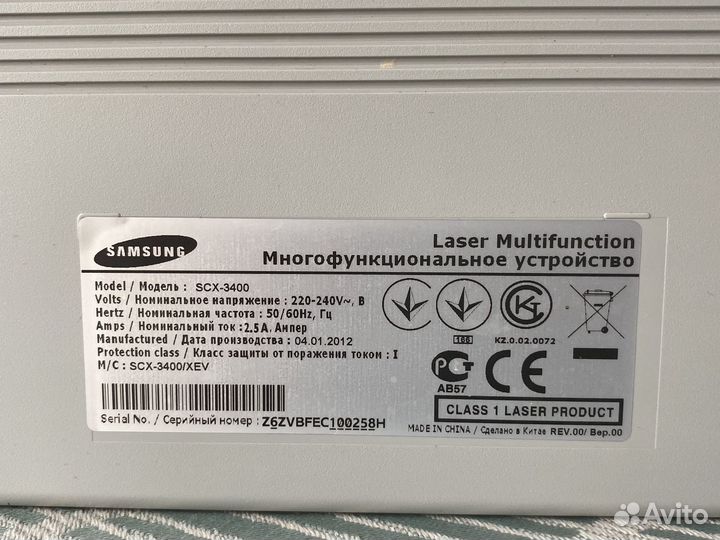 SAMSUNG
Laser Multifunction
Многофункциональное устройство
Model / Модель : SCX-3400
Volts / Номинальное напряжение : 220-240V~, В
Hertz / Номинальная частота : 50/60Hz, Гц
Amps / Номинальный ток : 2.5A, Ампер
Manufactured / Дата производства : 04.01.2012
Protection class / Класс защиты от поражения током : I
M/C : SCX-3400/XEV
Serial No. / Серийный номер : Z6ZVBFEC100258H
KZ.0.02.0072
АВ57
CE
CLASS 1 LASER PRODUCT
MADE IN CHINA / Сделано в Китае REV.00/ Вер.00
Avito